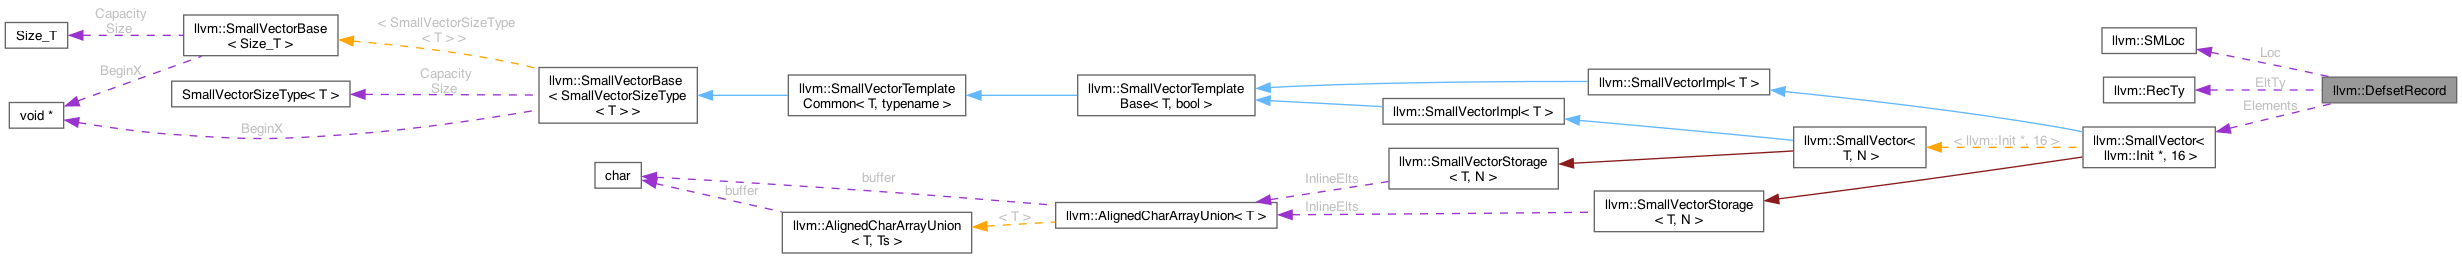 Size_T
Capacity
Size
llvm::SmallVectorBase
< Size_T >
BeginX
void *
SmallVectorSizeType< T >
< SmallVectorSizeType
< T > >
Capacity
Size
BeginX
llvm::SmallVectorBase
< SmallVectorSizeType
< T > >
llvm::SmallVectorTemplate
Common< T, typename >
llvm::SmallVectorTemplate
Base< T, bool >
llvm::SmallVectorImpl< T >
llvm::SmallVectorImpl< T >
char
buffer
buffer
llvm::AlignedCharArrayUnion
< T, Ts >
< T >
llvm::AlignedCharArrayUnion< T >
InlineElts
InlineElts
llvm::SmallVectorStorage
< T, N >
llvm::SmallVectorStorage
< T, N >
llvm::SmallVector<
T, N >
< llvm::Init *, 16 >
llvm::SmallVector<
llvm::Init *, 16 >
llvm::SMLoc
llvm::RecTy
Loc
EltTy
Elements
llvm::DefsetRecord